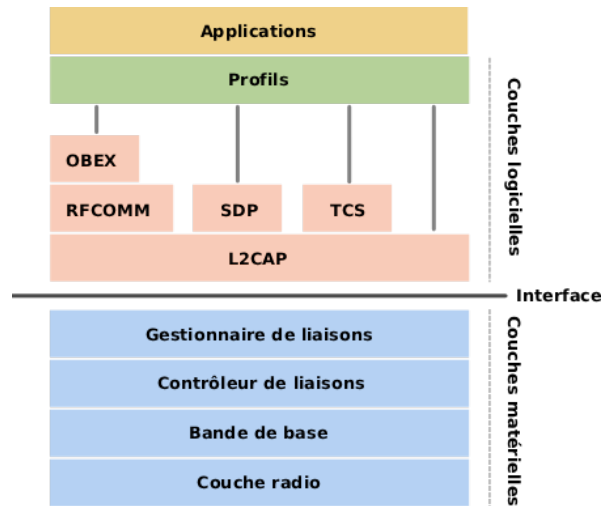 Applications
Profils
OBEX
RFCOMM
SDP
TCS
L2CAP
Couches logicielles
Interface
Gestionnaire de liaisons
Contrôleur de liaisons
Bande de base
Couche radio
Couches matérielles